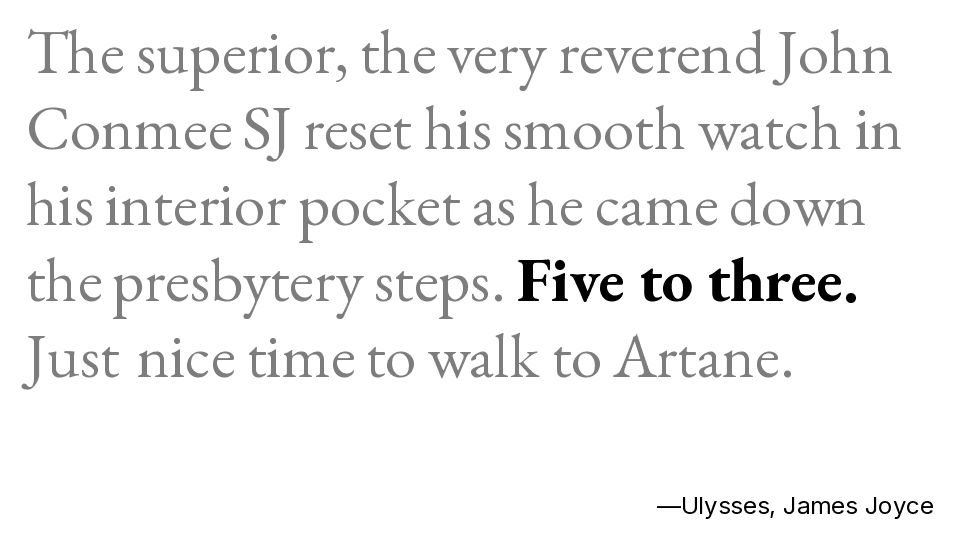 The superior, the very reverend John
Conmee SJ reset his smooth watch in
his interior pocket as he came down
the presbytery steps. Five to three.
Just nice time to walk to Artane.
—Ulysses, James Joyce